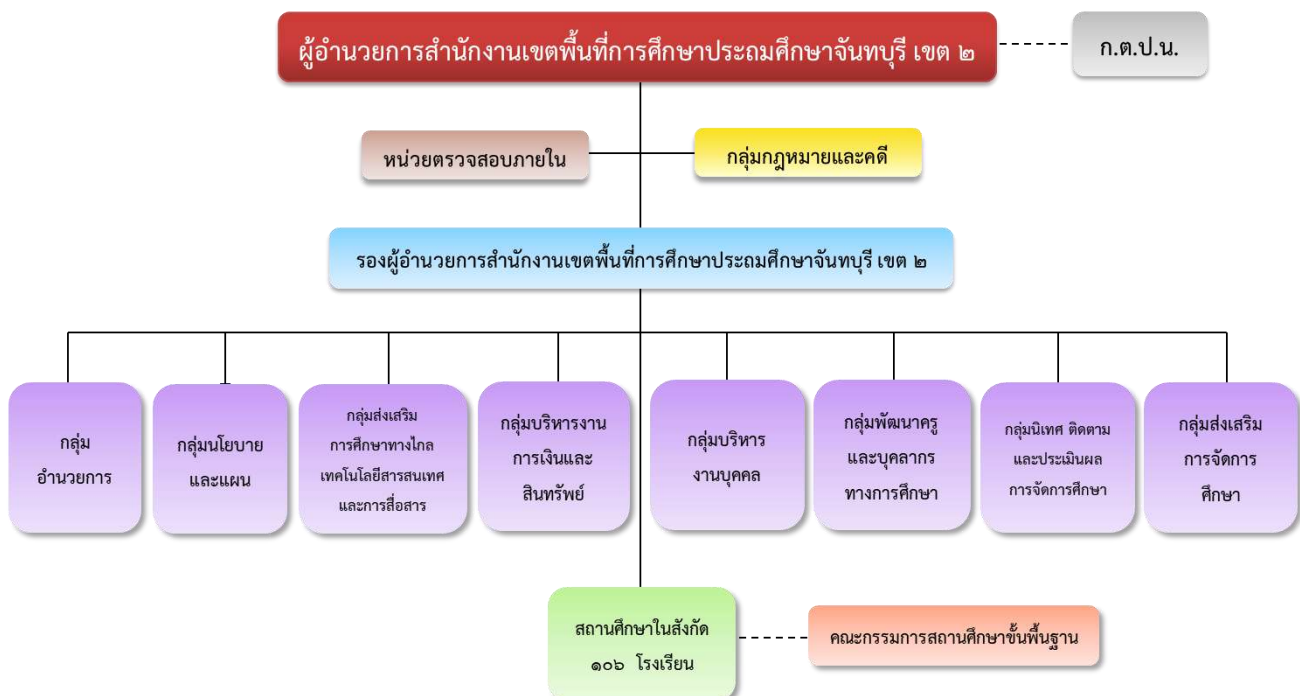 ผู้อำนวยการสำนักงานเขตพื้นที่การศึกษาประถมศึกษาจันทบุรี เขต ๒
ก.ต.ป.น.
หน่วยตรวจสอบภายใน
กลุ่มกฎหมายและคดี
รองผู้อำนวยการสำนักงานเขตพื้นที่การศึกษาประถมศึกษาจันทบุรี เขต ๒
กลุ่ม
อำนวยการ
กลุ่มนโยบาย
และแผน
กลุ่มส่งเสริม
การศึกษาทางไกล
เทคโนโลยีสารสนเทศ
และการสื่อสาร
กลุ่มบริหารงาน
การเงินและ
สินทรัพย์
กลุ่มบริหาร
งานบุคคล
กลุ่มพัฒนาครู
และบุคลากร
ทางการศึกษา
กลุ่มนิเทศ ติดตาม
และประเมินผล
การจัดการศึกษา
กลุ่มส่งเสริม
การจัดการ
ศึกษา
สถานศึกษาในสังกัด
๑๐๖ โรงเรียน
คณะกรรมการสถานศึกษาขั้นพื้นฐาน